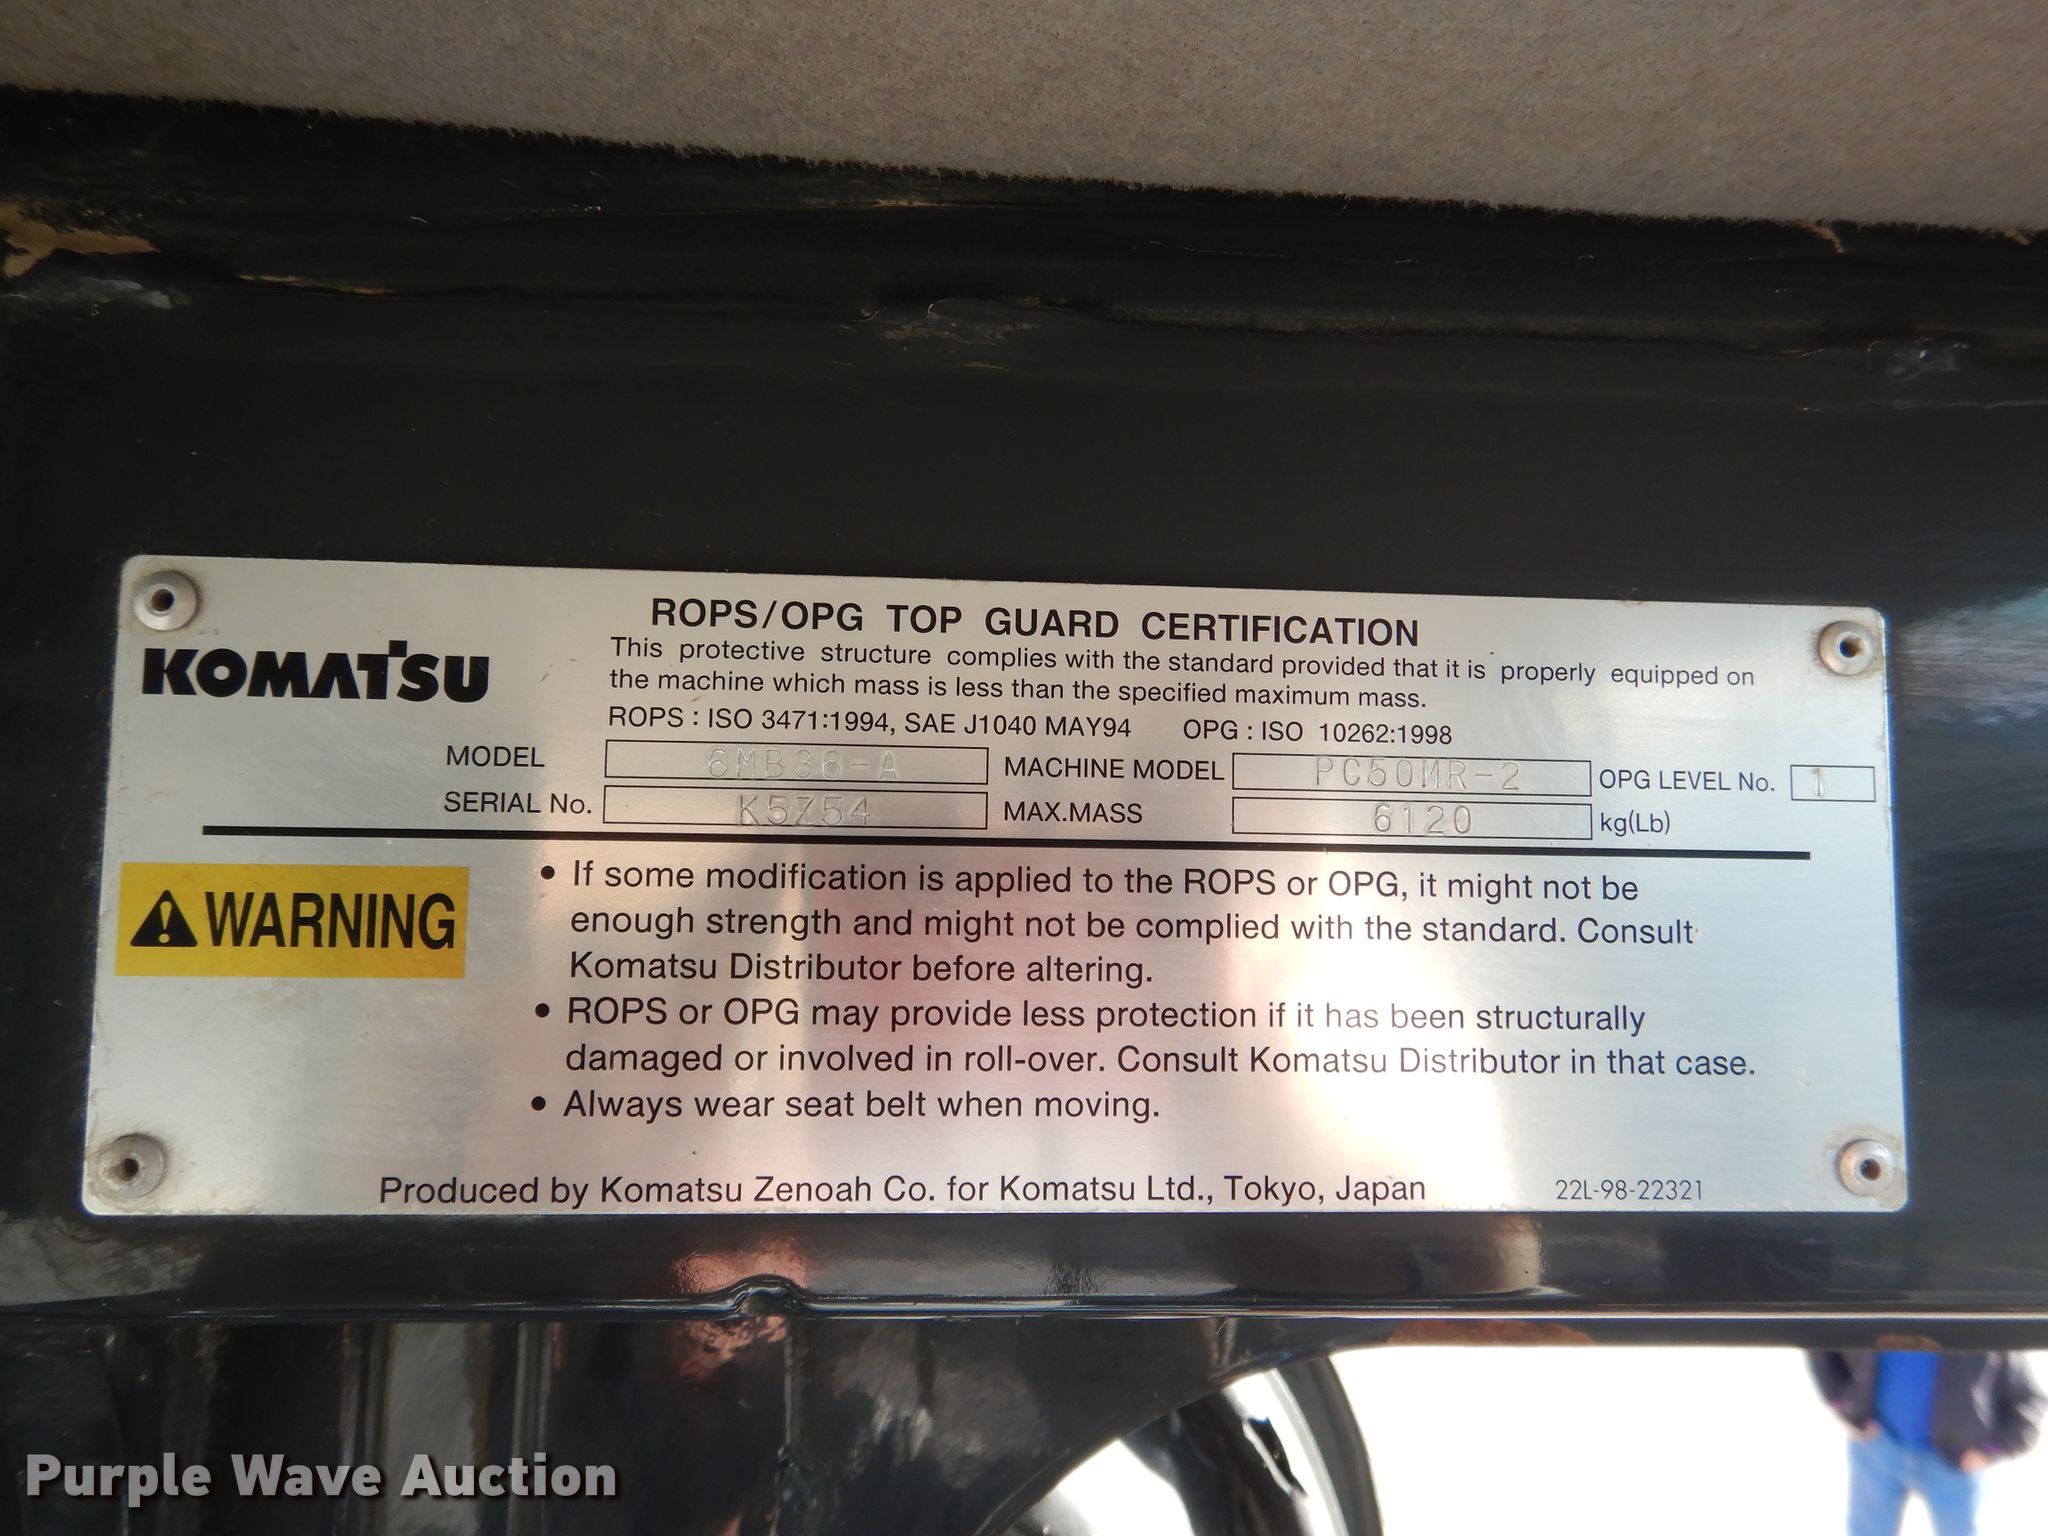 ROPS/OPG TOP GUARD CERTIFICATION
KOMATSU
This protective structure complies with the standard provided that it is properly equipped on
the machine which mass is less than the specified maximum mass.
ROPS : ISO 3471:1994, SAE J1040 MAY94 OPG : ISO 10262:1998
MODEL 6MB36-A MACHINE MODEL PC50MR-2 OPG LEVEL No. 1
SERIAL No. K5Z54 MAX.MASS 6120 kg(Lb)
WARNING
• If some modification is applied to the ROPS or OPG, it might not be
enough strength and might not be complied with the standard. Consult
Komatsu Distributor before altering.
• ROPS or OPG may provide less protection if it has been structurally
damaged or involved in roll-over. Consult Komatsu Distributor in that case.
• Always wear seat belt when moving.
Produced by Komatsu Zenoah Co. for Komatsu Ltd., Tokyo, Japan 22L-98-22321
Purple Wave Auction